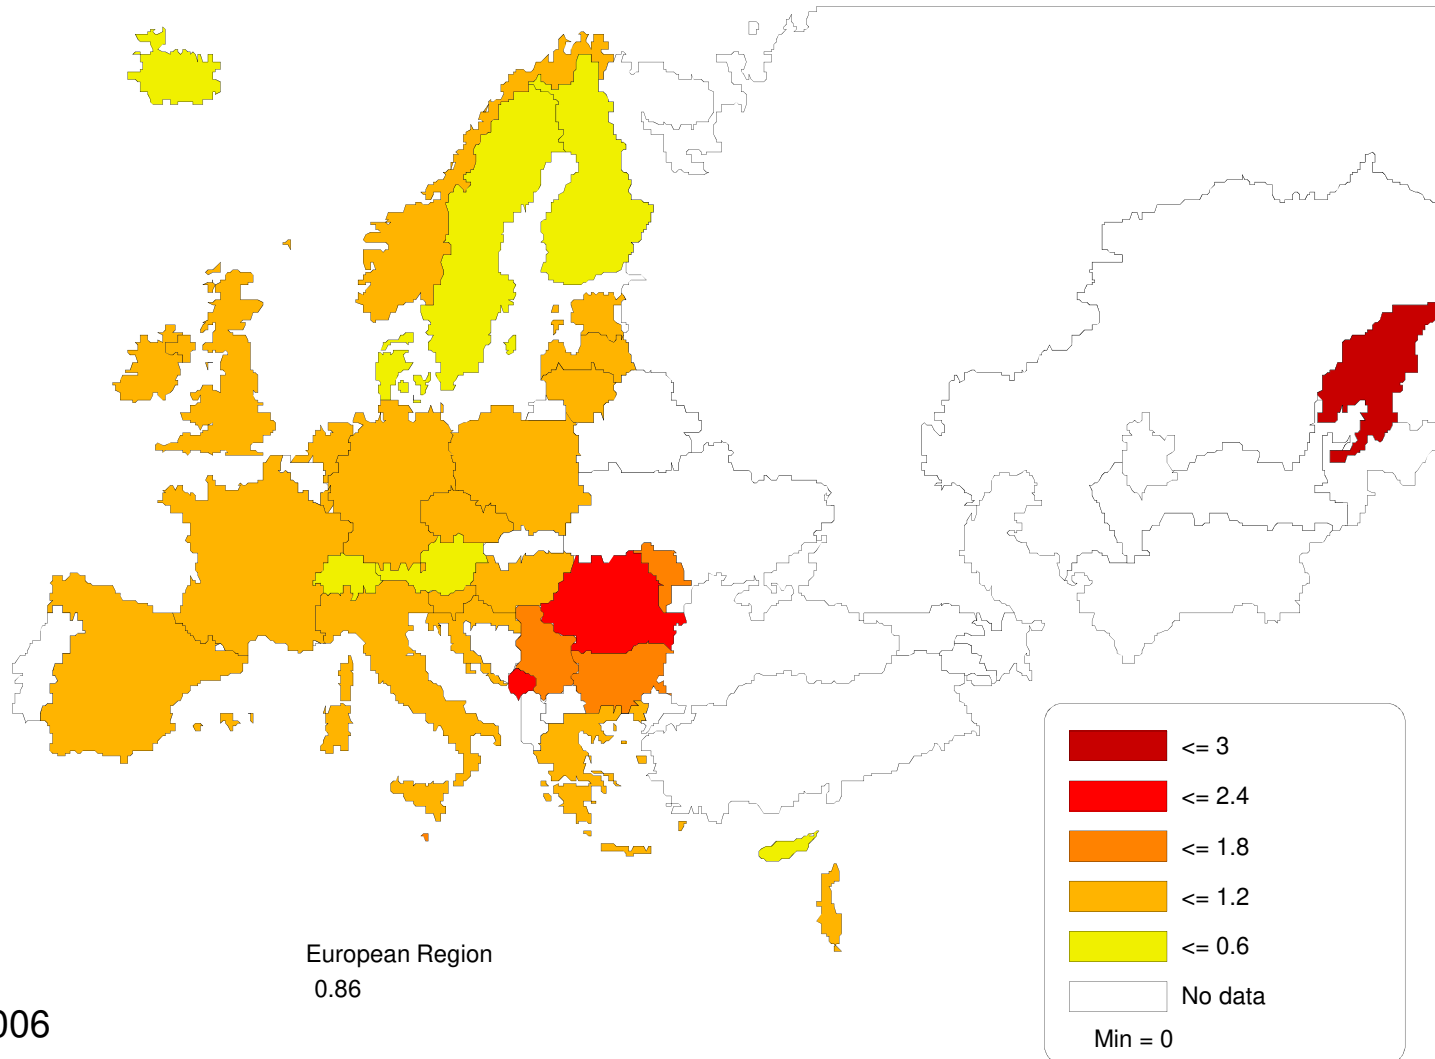 <= 3
<= 2.4
<= 1.8
<= 1.2
<= 0.6
No data
Min = 0
European Region
0.86
006